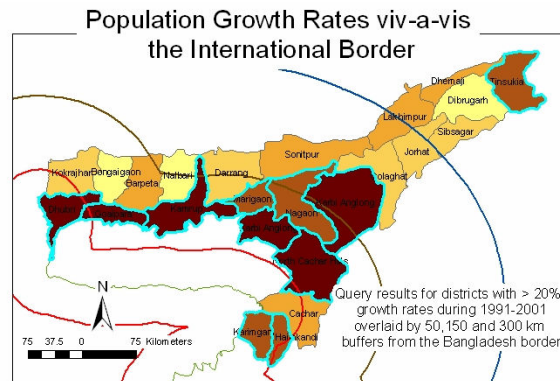 Population Growth Rates viv-a-vis
the International Border
Tinsukia
Dhemaji
Dibrugarh
Lakhimpur
Sibsagar
Jorhat
Sonitpur
Golaghat
Kokrajhar
Bongaigaon
Barpeta
Nalbari
Darrang
Marigaon
Nagaon
Karbi Anglong
Karbi Anglong
North Cachar Hills
Cachar
Karimganj
Hailakandi
N
75 37.5 0 75 Kilometers
Query results for districts with > 20%
growth rates during 1991-2001
overlaid by 50,150 and 300 km
buffers from the Bangladesh border